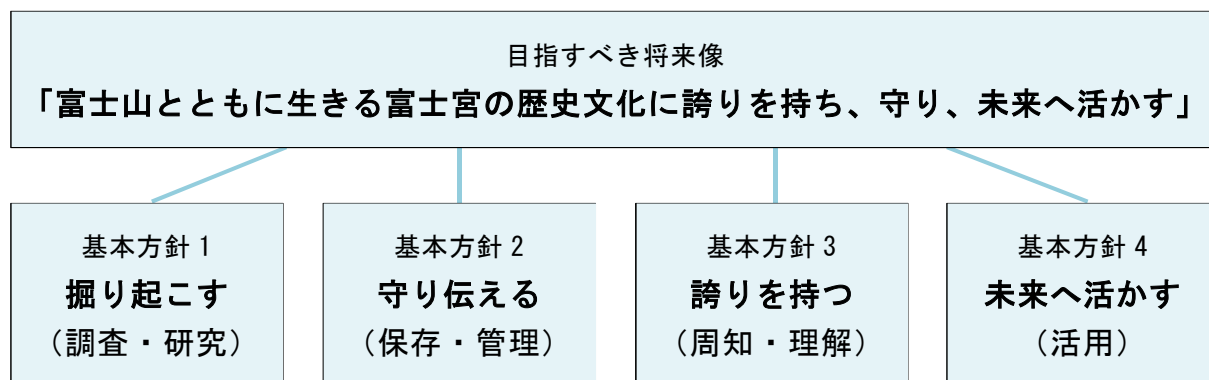 目指すべき将来像
「富士山とともに生きる富士宮の歴史文化に誇りを持ち、守り、未来へ活かす」
基本方針1
掘り起こす
（調査・研究）
基本方針2
守り伝える
（保存・管理）
基本方針3
誇りを持つ
（周知・理解）
基本方針4
未来へ活かす
（活用）